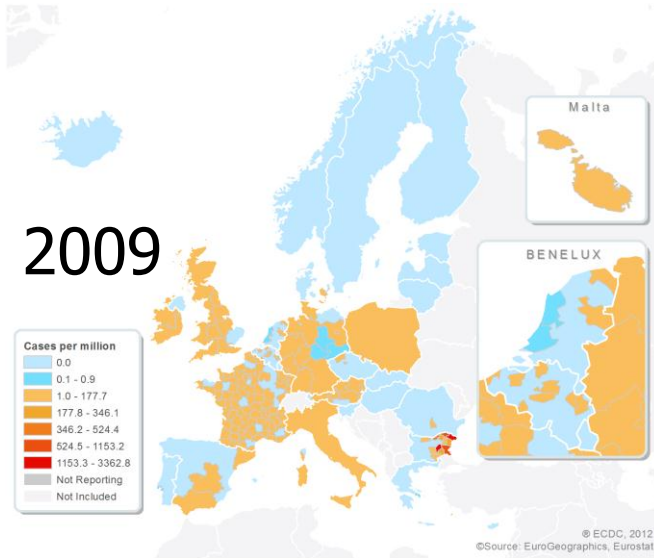 Malta
BENELUX
2009
Cases per million
0.0
0.1 - 0.9
1.0 - 177.7
177.8 - 346.1
346.2 - 524.4
524.5 - 1153.2
1153.3 - 3362.8
Not Reporting
Not Included
® ECDC, 2012
©Source: EuroGeographics, Eurostat